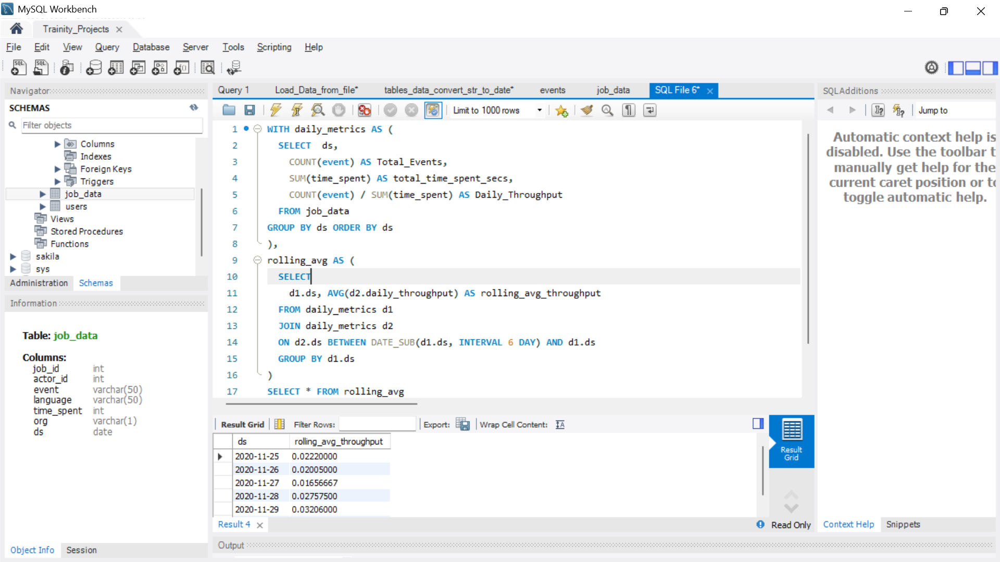 MySQL Workbench
Trainity_Projects
File Edit View Query Database Server Tools Scripting Help
Navigator
SCHEMAS
Filter objects
Columns
Indexes
Foreign Keys
Triggers
job_data
users
Views
Stored Procedures
Functions
sakila
sys
Administration Schemas
Information
Table: job_data
Columns:
job_id int
actor_id int
event varchar(50)
language varchar(50)
time_spent int
org varchar(1)
ds date
Object Info Session
Query 1 Load_Data_from_file* tables_data_convert_str_to_date* events job_data SQL File 6*
Limit to 1000 rows
1 WITH daily_metrics AS (
2 SELECT ds,
3 COUNT(event) AS Total_Events,
4 SUM(time_spent) AS total_time_spent_secs,
5 COUNT(event) / SUM(time_spent) AS Daily_Throughput
6 FROM job_data
7 GROUP BY ds ORDER BY ds
8 ),
9 rolling_avg AS (
10 SELECT
11 d1.ds, AVG(d2.daily_throughput) AS rolling_avg_throughput
12 FROM daily_metrics d1
13 JOIN daily_metrics d2
14 ON d2.ds BETWEEN DATE_SUB(d1.ds, INTERVAL 6 DAY) AND d1.ds
15 GROUP BY d1.ds
16 )
17 SELECT * FROM rolling_avg
Result Grid Filter Rows: Export: Wrap Cell Content:
ds rolling_avg_throughput
2020-11-25 0.02220000
2020-11-26 0.02005000
2020-11-27 0.01656667
2020-11-28 0.02757500
2020-11-29 0.03206000
Result
Grid
Result 4
Read Only
Output
SQLAdditions
Jump to
Automatic context help is
disabled. Use the toolbar t
manually get help for the
current caret position or to
toggle automatic help.
Context Help Snippets